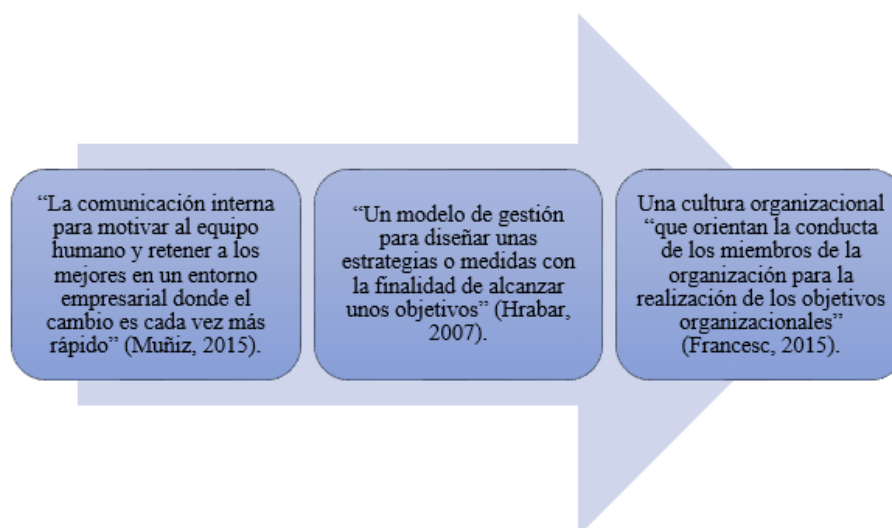 “La comunicación interna
para motivar al equipo
humano y retener a los
mejores en un entorno
empresarial donde el
cambio es cada vez más
rápido” (Muñiz, 2015).
“Un modelo de gestión
para diseñar unas
estrategias o medidas con
la finalidad de alcanzar
unos objetivos” (Hrabar,
2007).
Una cultura organizacional
“que orientan la conducta
de los miembros de la
organización para la
realización de los objetivos
organizacionales”
(Francesc, 2015).